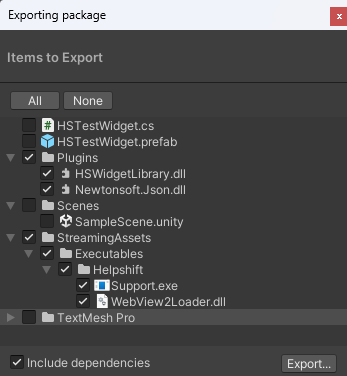 Exporting package
x
Items to Export
All
None
HSTestWidget.cs
HSTestWidget.prefab
Plugins
HSWidgetLibrary.dll
Newtonsoft.Json.dll
Scenes
SampleScene.unity
StreamingAssets
Executables
Helpshift
Support.exe
WebView2Loader.dll
TextMesh Pro
Include dependencies
Export...